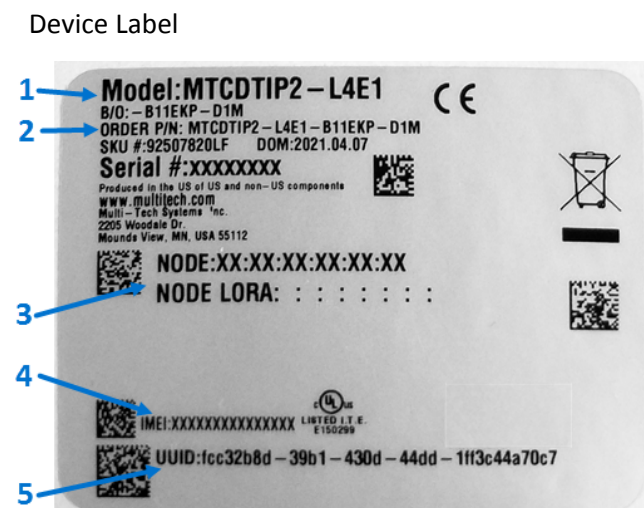 Device Label
1
Model:MTCDTIP2-L4E1
CE
B/O:-B11EKP-D1M
2
ORDER P/N: MTCDTIP2-L4E1-B11EKP-D1M
SKU #:92507820LF DOM:2021.04.07
Serial #:XXXXXXXX
Produced in the US of US and non-US components
www.multitech.com
Multi-Tech Systems Inc.
2205 Woodale Dr.
Mounds View, MN, USA 55112
NODE:XX:XX:XX:XX:XX:XX
3
NODE LORA: : : : : : : :
4
IMEI:XXXXXXXXXXXXXXX
c UL us
LISTED I.T.E.
E150299
UUID:fcc32b8d-39b1-430d-44dd-1ff3c44a70c7
5